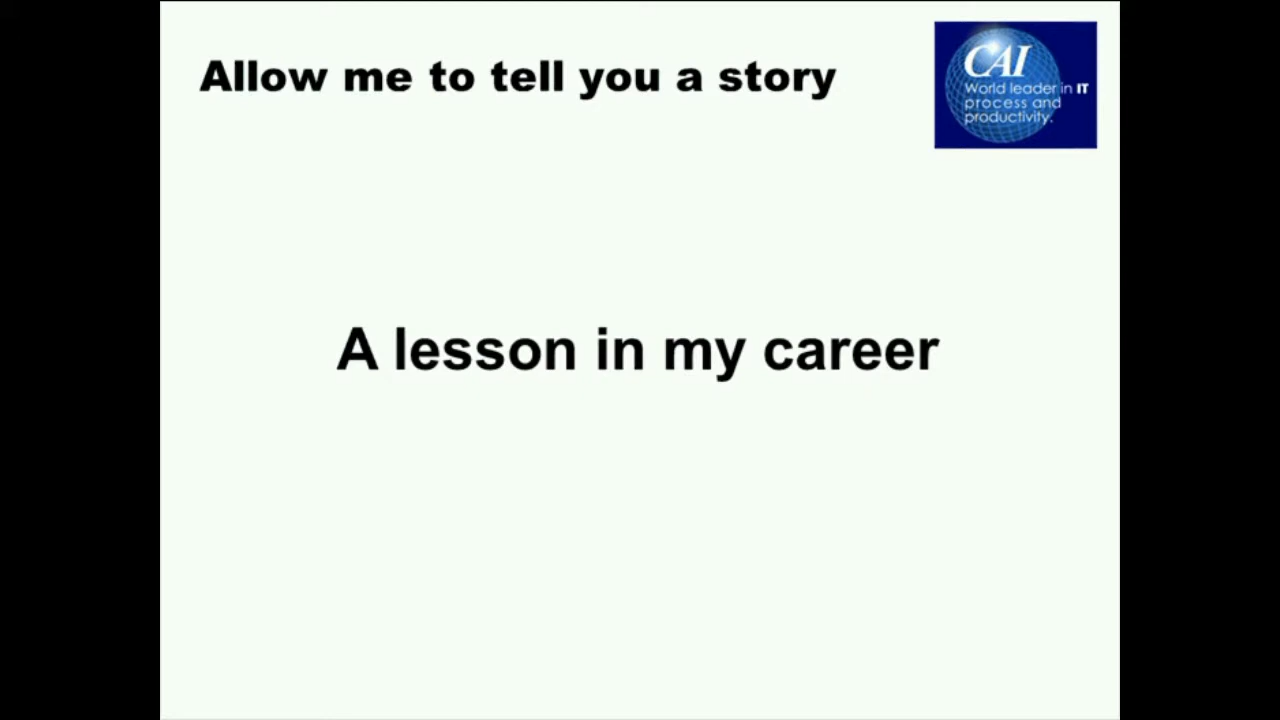 Allow me to tell you a story
CAI
World leader in IT
process and
productivity.
A lesson in my career